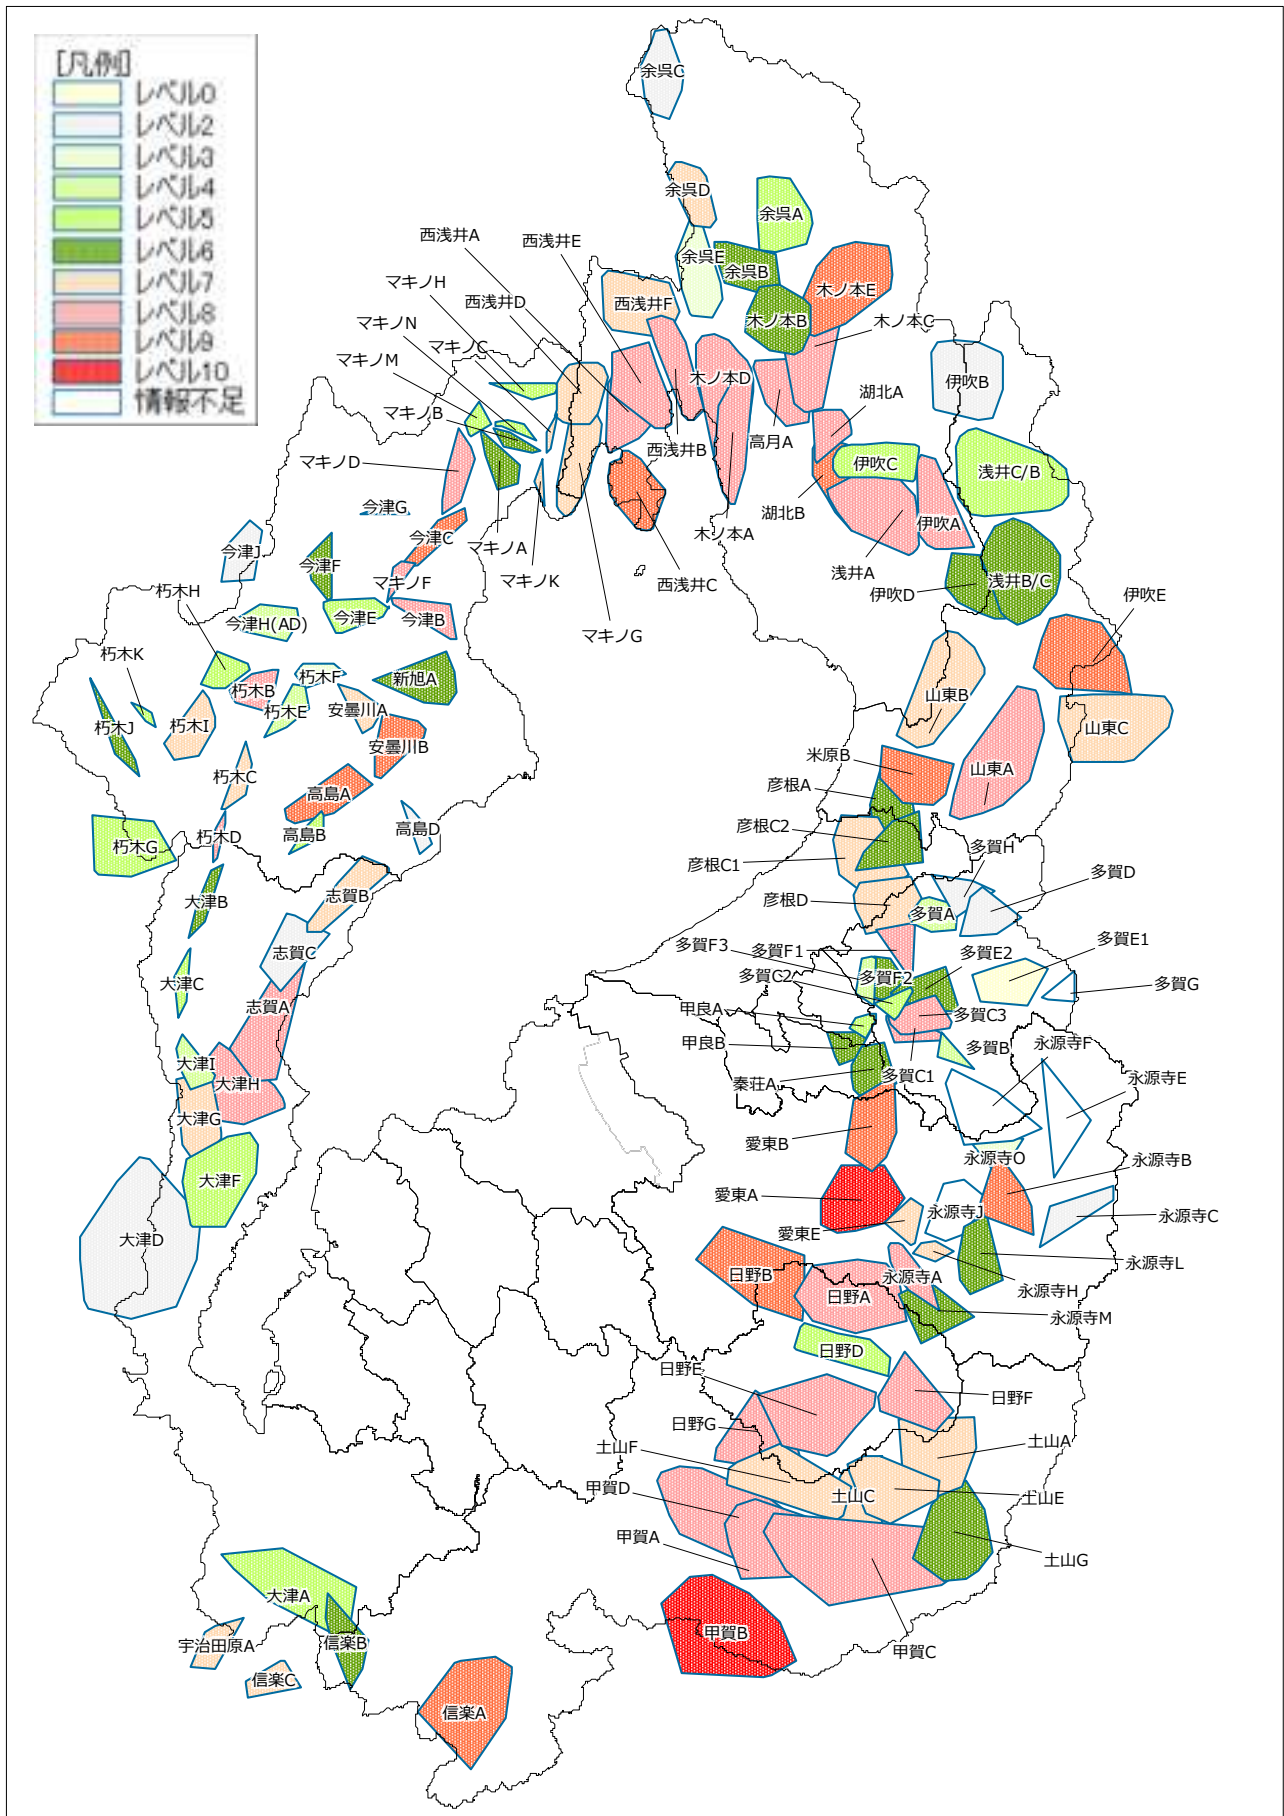 [凡例]
レベル0
レベル2
レベル3
レベル4
レベル5
レベル6
レベル7
レベル8
レベル9
レベル10
情報不足
余呉C
余呉D
余呉A
西浅井A
西浅井E
余呉E
余呉B
マキノH
西浅井D
西浅井F
木ノ本E
マキノN
木ノ本B
木ノ本C
マキノC
マキノM
木ノ本D
伊吹B
湖北A
マキノB
西浅井B
高月A
マキノD
伊吹C
浅井C/B
今津G
湖北B
伊吹A
今津C
マキノA
木ノ本A
今津J
今津F
マキノK
西浅井C
浅井A
マキノF
浅井B/C
朽木H
伊吹D
伊吹E
今津H(AD)
今津E
今津B
マキノG
朽木K
朽木F
新旭A
朽木B
山東B
朽木J
朽木I
朽木E
安曇川A
山東C
安曇川B
米原B
朽木C
山東A
高島A
彦根A
朽木G
朽木D
高島B
高島D
彦根C2
多賀H
彦根C1
多賀D
大津B
志賀B
彦根D
多賀A
多賀F3
多賀F1
多賀E2
多賀E1
志賀C
多賀C2
多賀F2
多賀G
大津C
志賀A
甲良A
多賀C3
甲良B
多賀B
永源寺F
大津I
多賀C1
永源寺E
大津H
秦荘A
大津G
愛東B
永源寺O
永源寺B
大津F
愛東A
永源寺J
永源寺C
大津D
愛東E
永源寺L
日野B
永源寺A
永源寺H
日野A
永源寺M
日野D
日野E
日野F
日野G
土山F
土山A
甲賀D
土山C
土山E
甲賀A
土山G
大津A
甲賀B
宇治田原A
信楽B
甲賀C
信楽C
信楽A